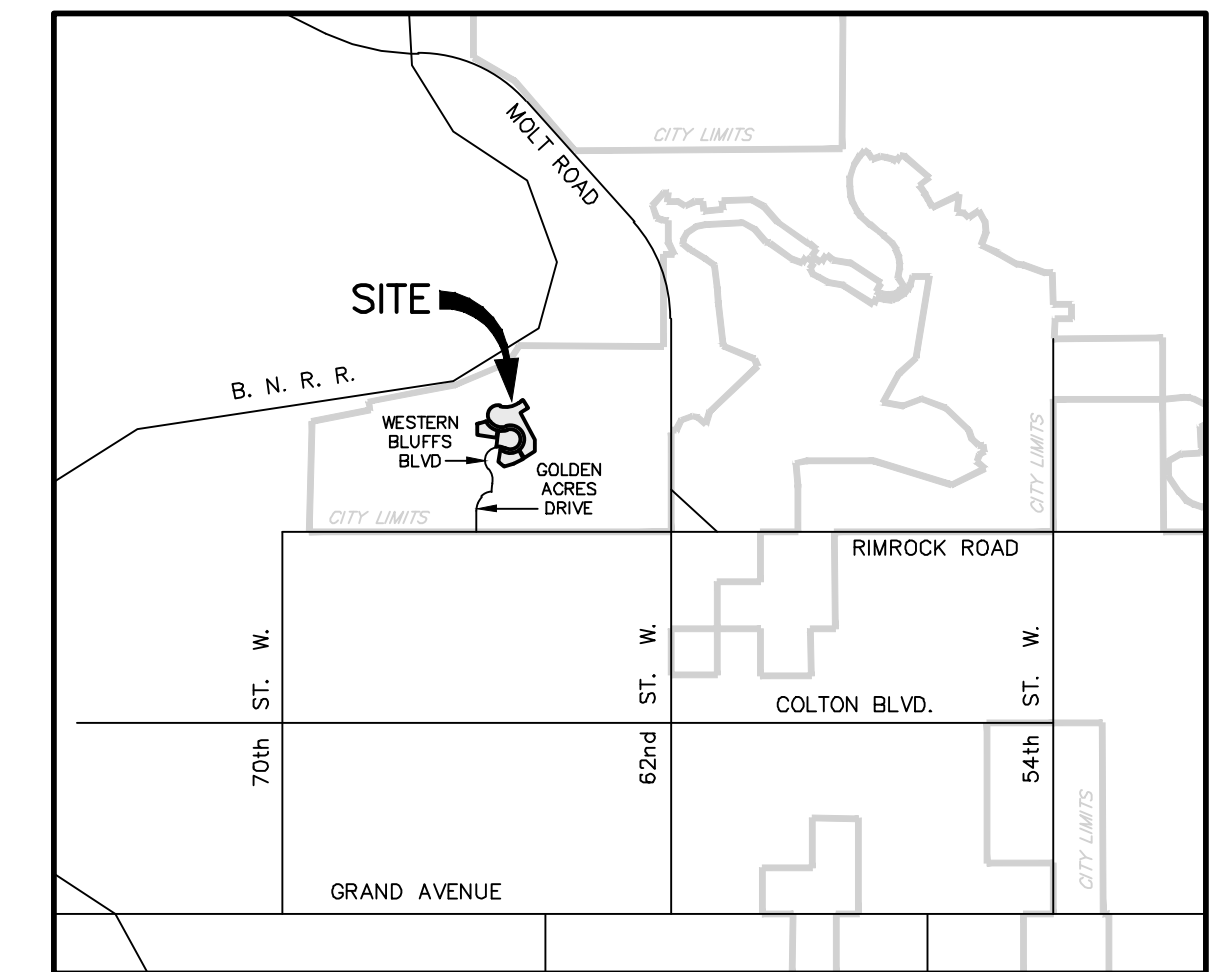 CITY LIMITS
MOLT ROAD
SITE
B. N. R. R.
WESTERN
BLUFFS
BLVD
GOLDEN
ACRES
DRIVE
CITY LIMITS
CITY LIMITS
RIMROCK ROAD
70th ST. W.
62nd ST. W.
54th ST. W.
COLTON BLVD.
CITY LIMITS
GRAND AVENUE